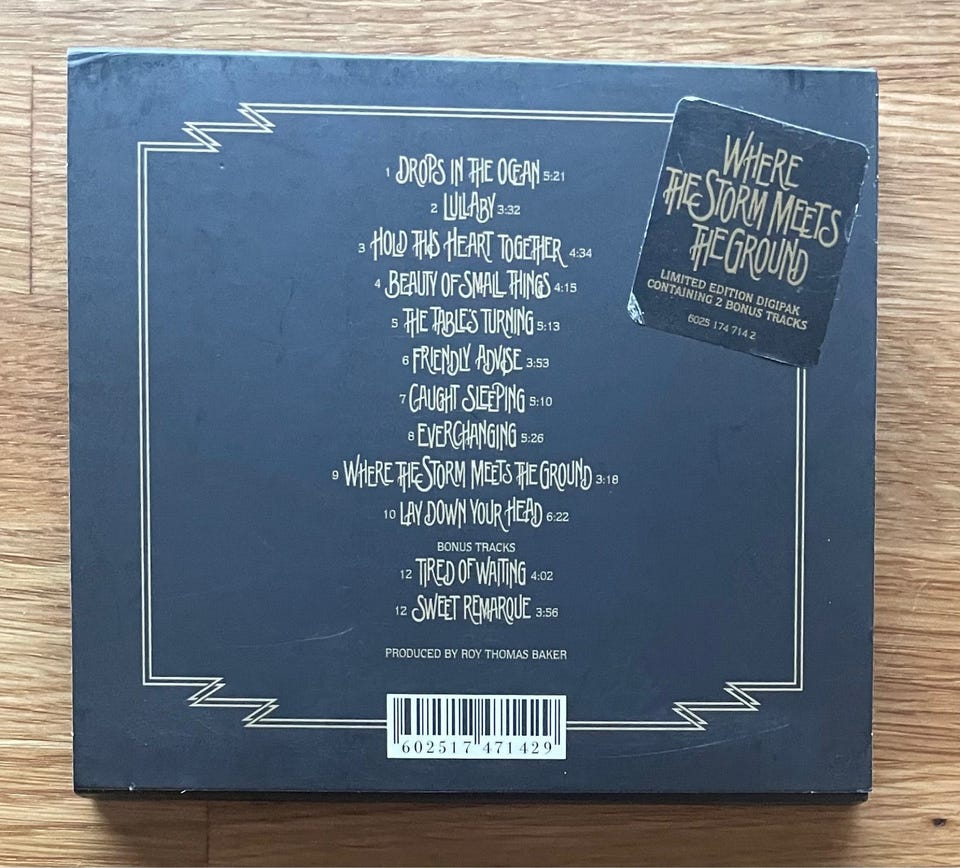 1 DROPS IN THE OCEAN 5:21
2 LULLABY 3:32
3 HOLD THIS HEART TOGETHER 4:34
4 BEAUTY OF SMALL THINGS 4:15
5 THE TABLE'S TURNING 5:13
6 FRIENDLY ADVISE 3:53
7 CAUGHT SLEEPING 5:10
8 EVERCHANGING 5:26
9 WHERE THE STORM MEETS THE GROUND 3:18
10 LAY DOWN YOUR HEAD 6:22
BONUS TRACKS
12 TIRED OF WAITING 4:02
12 SWEET REMARQUE 3:56
PRODUCED BY ROY THOMAS BAKER
602517 471429
WHERE
THE STORM MEETS
THE GROUND
LIMITED EDITION DIGIPAK
CONTAINING 2 BONUS TRACKS
6025 174 714 2